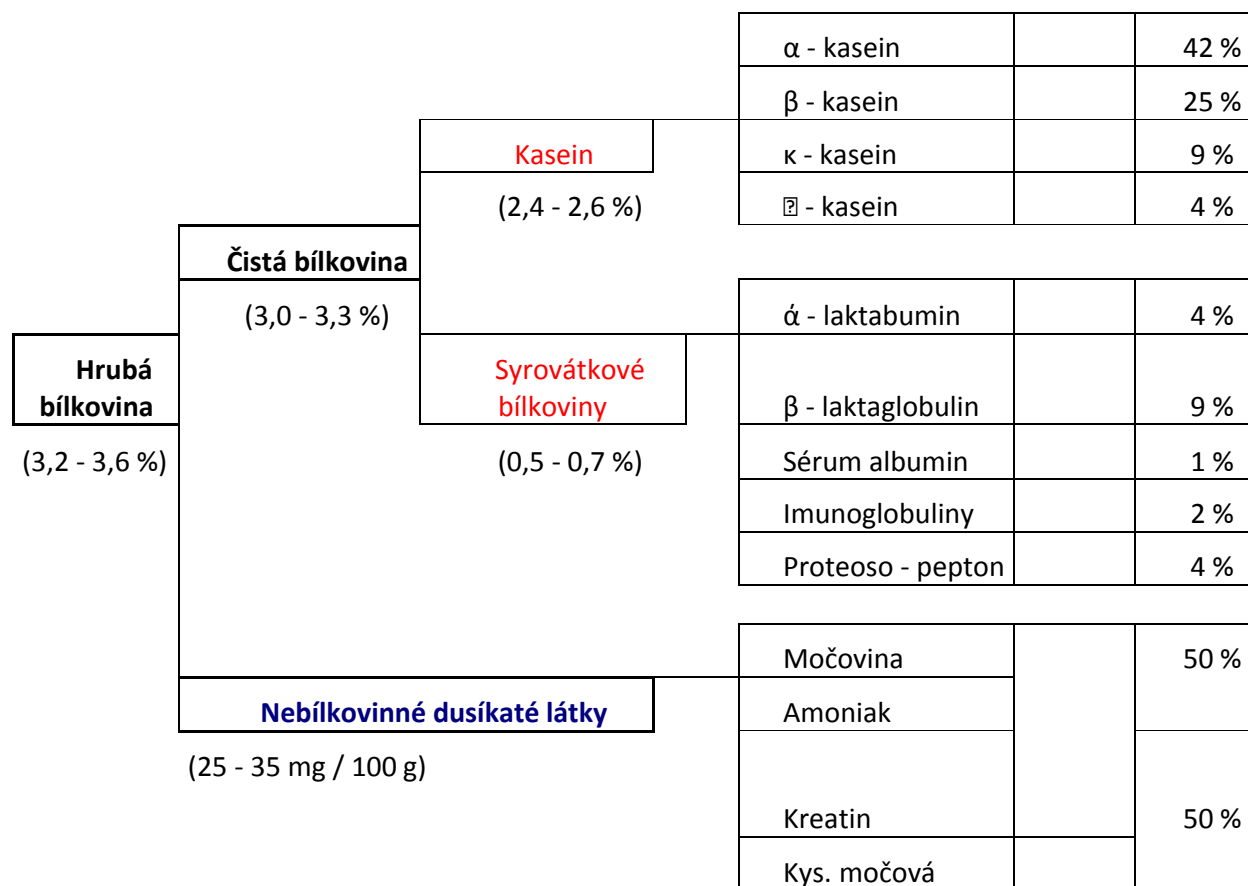 α - kasein 42 %
β - kasein 25 %
Kasein κ - kasein 9 %
(2,4 - 2,6 %) ⍰ - kasein 4 %
Čistá bílkovina
(3,0 - 3,3 %) ά - laktabumin 4 %
Hrubá Syrovátkové
bílkovina bílkoviny β - laktaglobulin 9 %
(3,2 - 3,6 %) (0,5 - 0,7 %) Sérum albumin 1 %
Imunoglobuliny 2 %
Proteoso - pepton 4 %
Močovina 50 %
Nebílkovinné dusíkaté látky Amoniak
(25 - 35 mg / 100 g)
Kreatin 50 %
Kys. močová